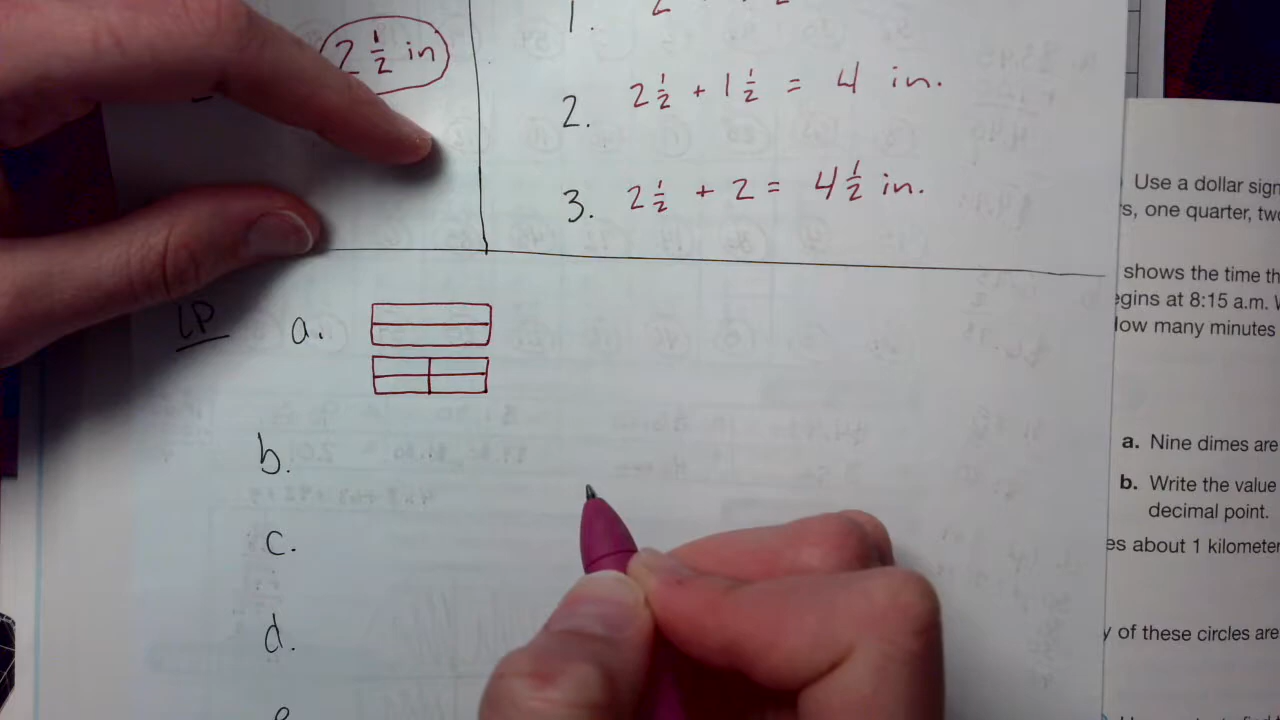 2 1/2 in
1.
2. 2 1/2 + 1 1/2 = 4 in.
3. 2 1/2 + 2 = 4 1/2 in.
LP a.
b.
c.
d.
Use a dollar sign
s, one quarter, two
shows the time th
egins at 8:15 a.m.
How many minutes
a. Nine dimes are
b. Write the value
decimal point.
es about 1 kilometer
y of these circles are